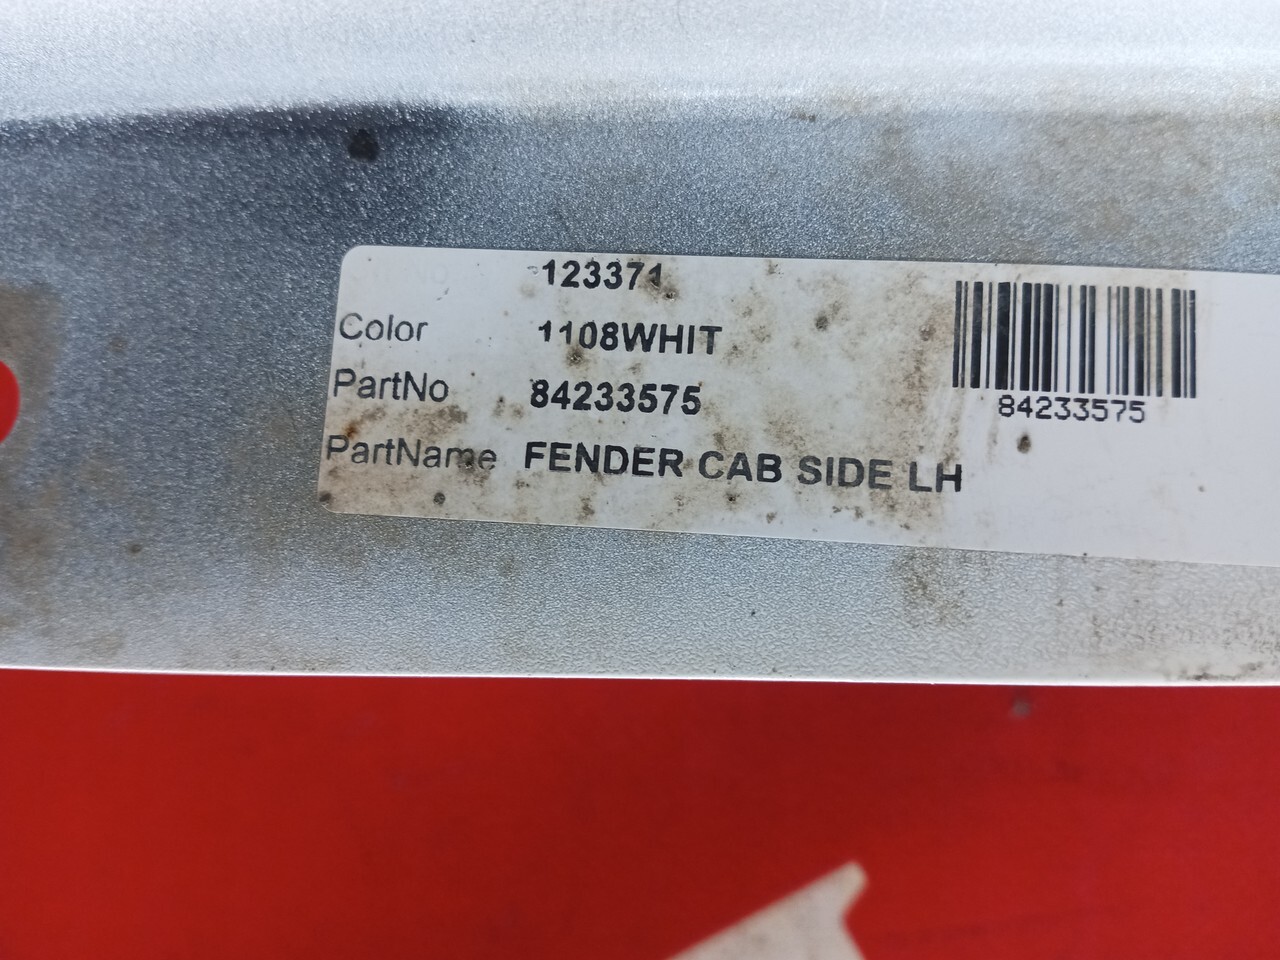 123371
Color 1108WHIT
PartNo 84233575
84233575
PartName FENDER CAB SIDE LH